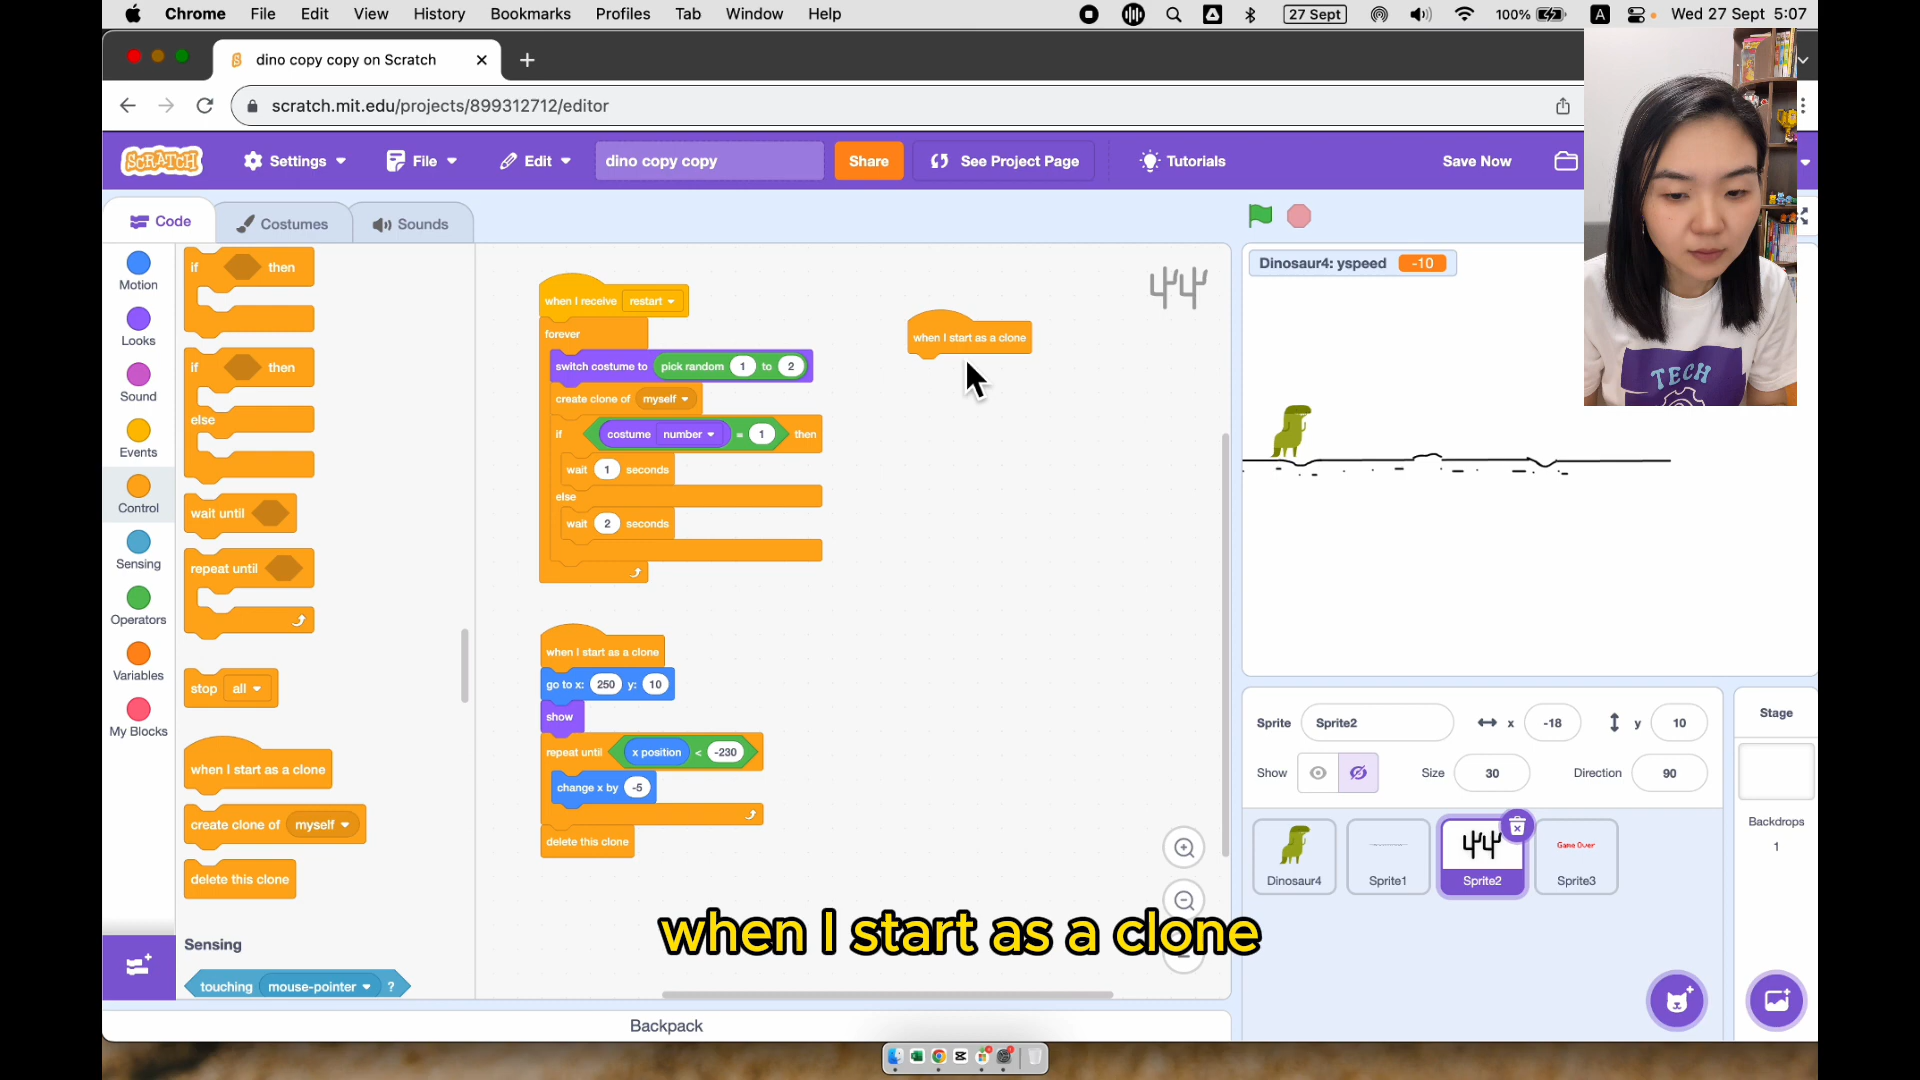 Chrome File Edit View History Bookmarks Profiles Tab Window Help
27 Sept 100% A Wed 27 Sept 5:07
dino copy copy on Scratch
scratch.mit.edu/projects/899312712/editor
SCRATCH Settings File Edit dino copy copy Share See Project Page Tutorials Save Now
Code Costumes Sounds
Motion
Looks
Sound
Events
Control
Sensing
Operators
Variables
My Blocks
if then
if then
else
wait until
repeat until
stop all
when I start as a clone
create clone of myself
delete this clone
Sensing
touching mouse-pointer ?
when I receive restart
forever
switch costume to pick random 1 to 2
create clone of myself
if costume number = 1 then
wait 1 seconds
else
wait 2 seconds
when I start as a clone
go to x: 250 y: 10
show
repeat until x position < -230
change x by -5
delete this clone
when I start as a clone
Dinosaur4: yspeed -10
TECH
Sprite Sprite2 x -18 y 10
Show Size 30 Direction 90
Dinosaur4
Sprite1
Sprite2
Game Over
Sprite3
Stage
Backdrops
1
when I start as a clone
Backpack